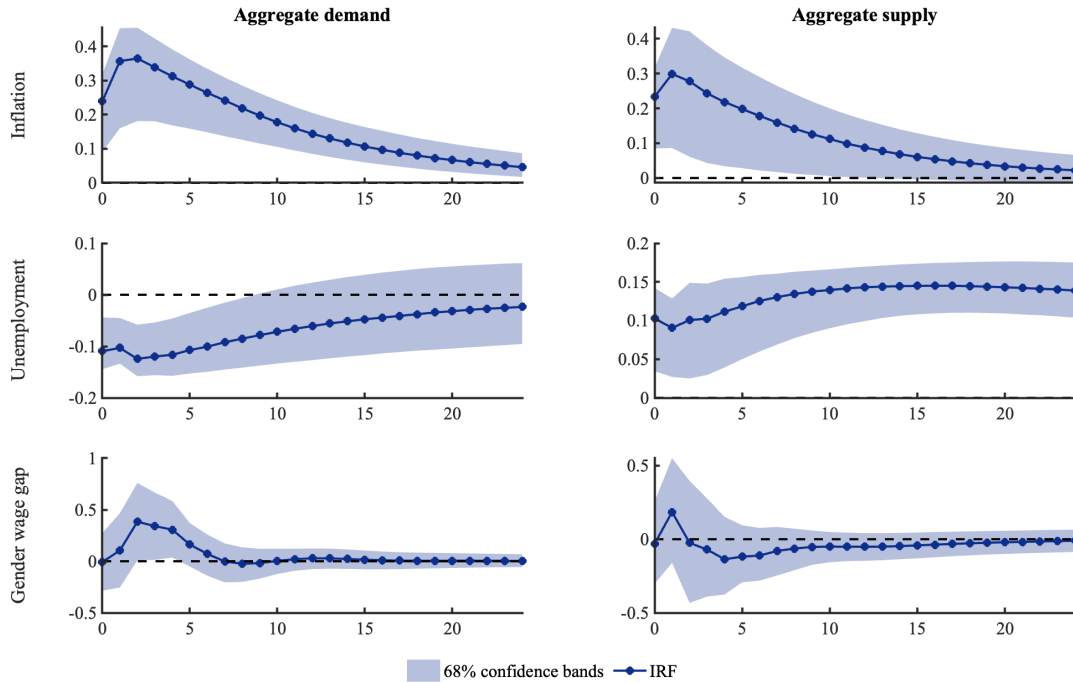 Aggregate demand
Aggregate supply
Inflation
0.4
0.3
0.2
0.1
0
0 5 10 15 20
0.4
0.3
0.2
0.1
0
0 5 10 15 20
Unemployment
0.1
0
-0.1
-0.2
0 5 10 15 20
0.2
0.15
0.1
0.05
0
0 5 10 15 20
Gender wage gap
1
0.5
0
-0.5
0 5 10 15 20
0.5
0
-0.5
0 5 10 15 20
68% confidence bands IRF